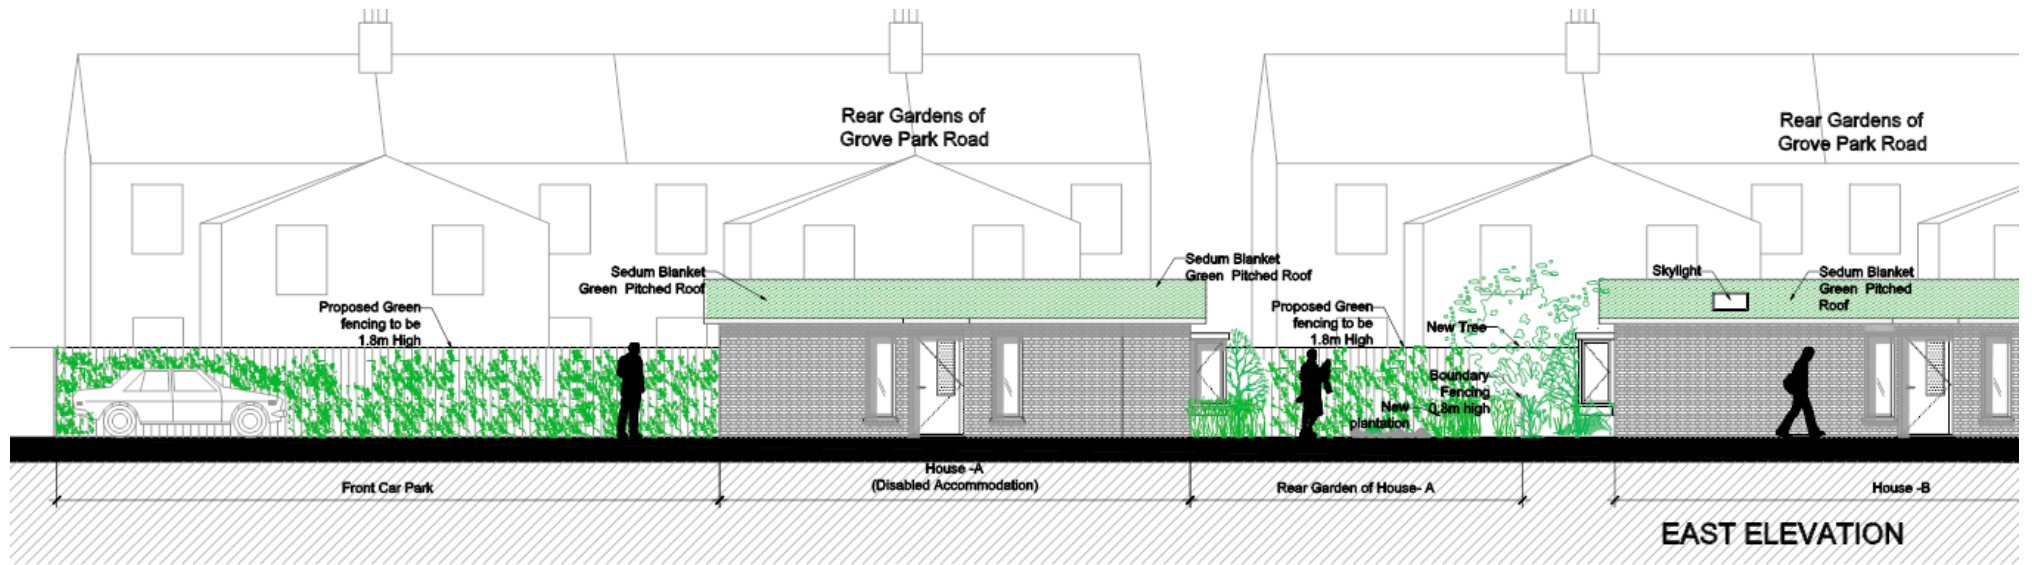 Rear Gardens of
Grove Park Road
Rear Gardens of
Grove Park Road
Sedum Blanket
Green Pitched Roof
Sedum Blanket
Green Pitched Roof
Skylight
Sedum Blanket
Green Pitched
Roof
Proposed Green
fencing to be
1.8m High
Proposed Green
fencing to be
1.8m High
New Tree
Boundary
Fencing
0.8m high
New
plantation
Front Car Park
House -A
(Disabled Accommodation)
Rear Garden of House- A
House -B
EAST ELEVATION